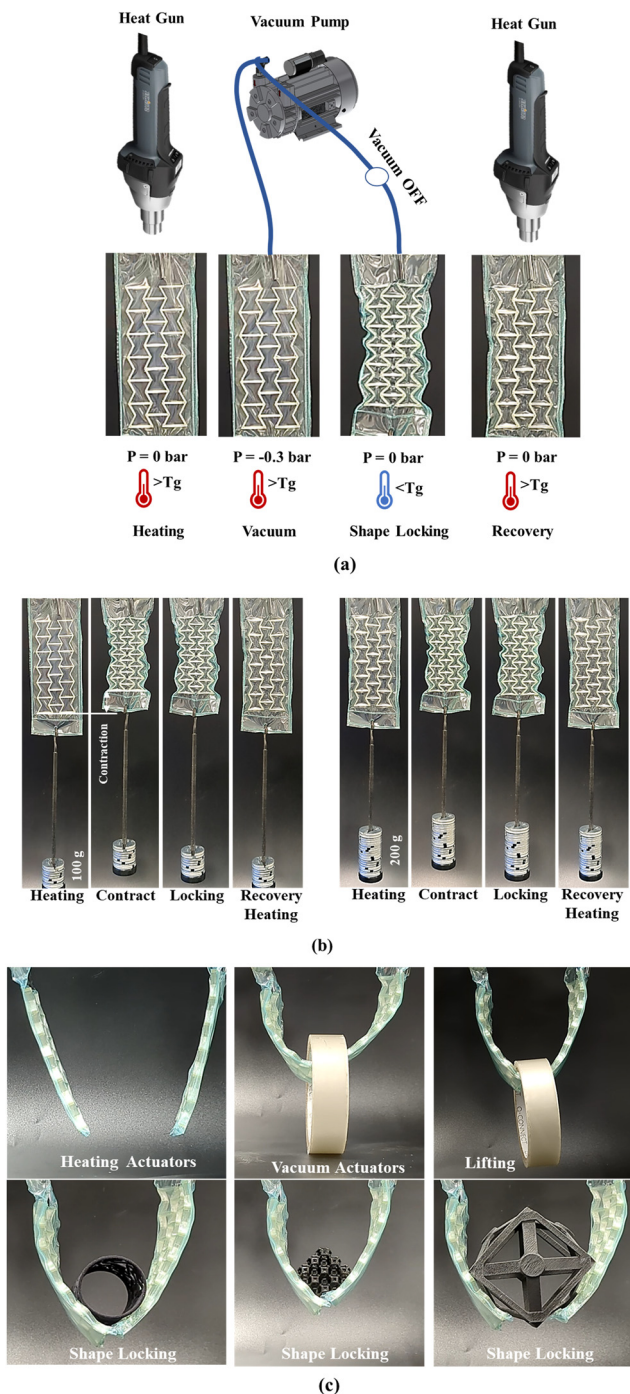 Heat Gun
Vacuum Pump
Heat Gun
Vacuum OFF
P = 0 bar
P = -0.3 bar
P = 0 bar
P = 0 bar
>Tg
>Tg
<Tg
>Tg
Heating
Vacuum
Shape Locking
Recovery
(a)
Contraction
100 g
200 g
Heating
Contract
Locking
Recovery
Heating
Heating
Contract
Locking
Recovery
Heating
(b)
Heating Actuators
Vacuum Actuators
Lifting
Shape Locking
Shape Locking
Shape Locking
(c)